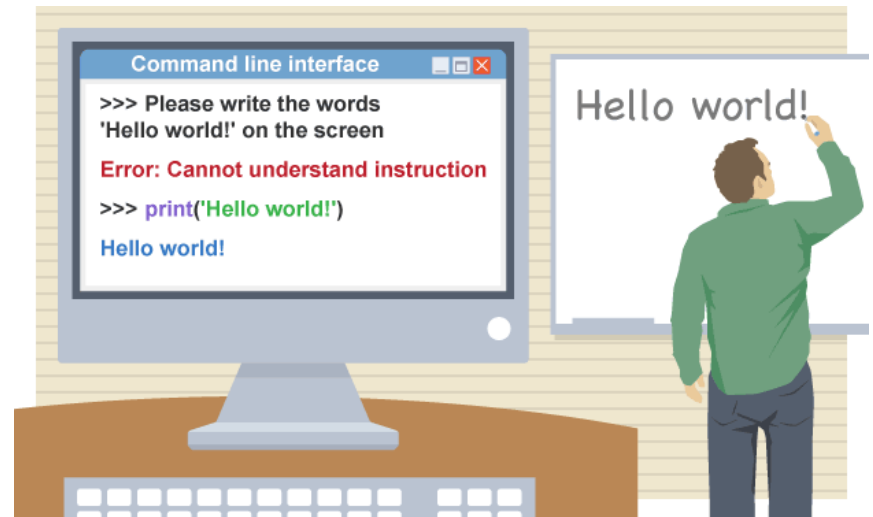 Command line interface
>>> Please write the words
'Hello world!' on the screen
Error: Cannot understand instruction
>>> print('Hello world!')
Hello world!
Hello world!